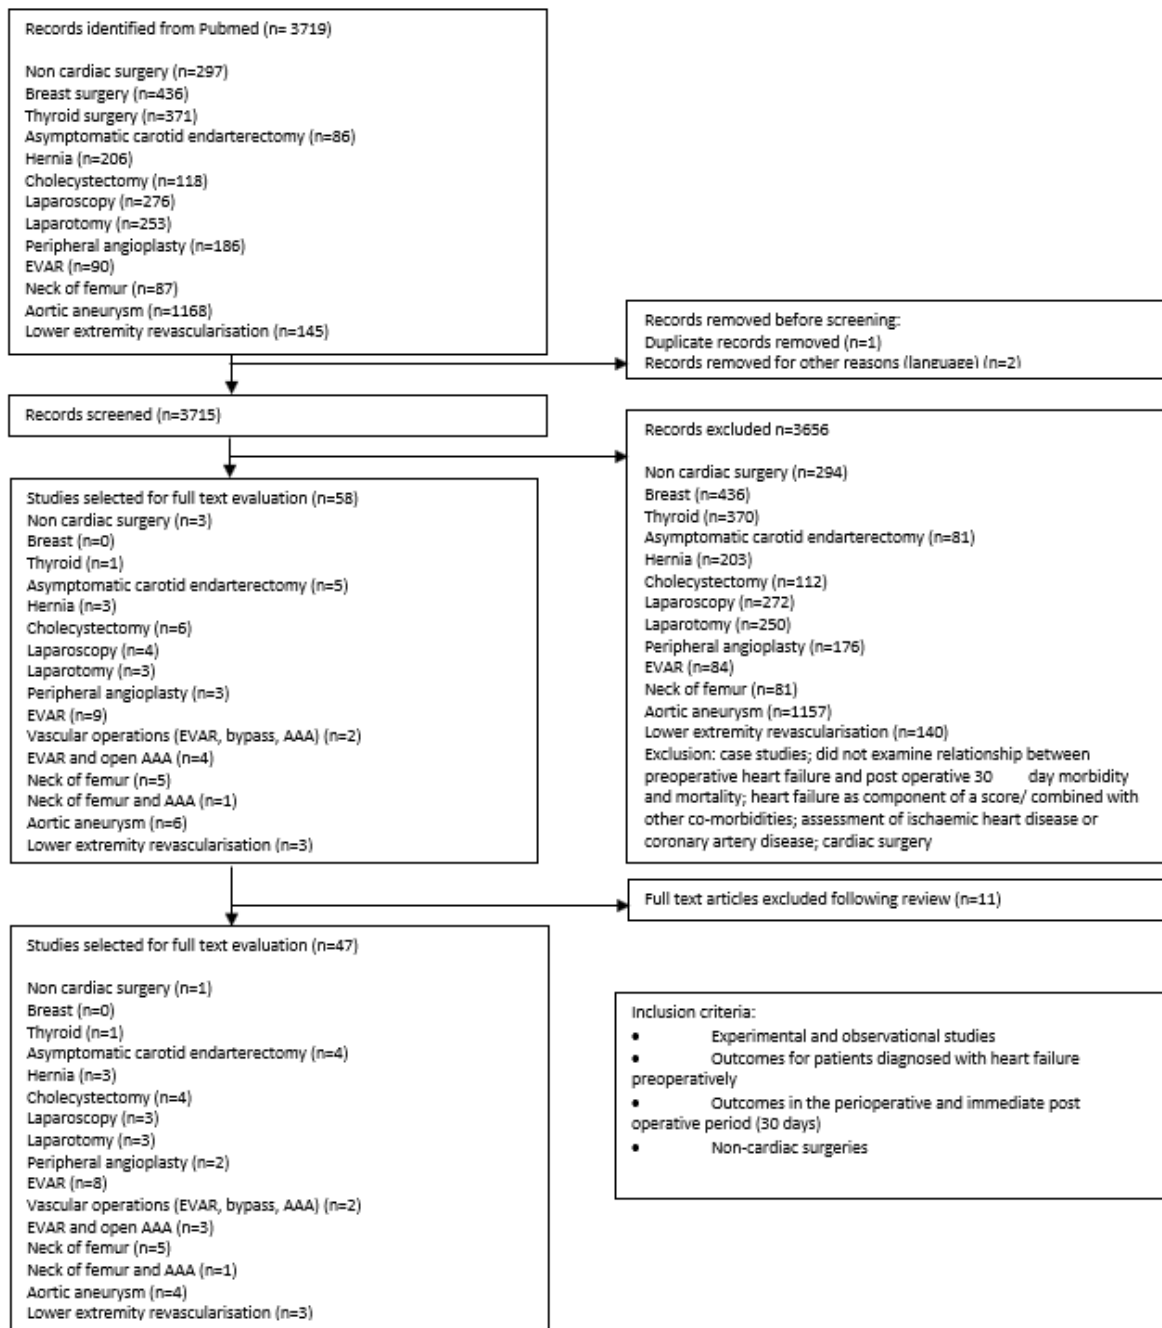 Records identified from Pubmed (n= 3719)
Non cardiac surgery (n=297)
Breast surgery (n=436)
Thyroid surgery (n=371)
Asymptomatic carotid endarterectomy (n=86)
Hernia (n=206)
Cholecystectomy (n=118)
Laparoscopy (n=276)
Laparotomy (n=253)
Peripheral angioplasty (n=186)
EVAR (n=90)
Neck of femur (n=87)
Aortic aneurysm (n=1168)
Lower extremity revascularisation (n=145)
Records removed before screening:
Duplicate records removed (n=1)
Records removed for other reasons (language) (n=2)
Records screened (n=3715)
Records excluded n=3656
Non cardiac surgery (n=294)
Breast (n=436)
Thyroid (n=370)
Asymptomatic carotid endarterectomy (n=81)
Hernia (n=203)
Cholecystectomy (n=112)
Laparoscopy (n=272)
Laparotomy (n=250)
Peripheral angioplasty (n=176)
EVAR (n=84)
Neck of femur (n=81)
Aortic aneurysm (n=1157)
Lower extremity revascularisation (n=140)
Exclusion: case studies; did not examine relationship between
preoperative heart failure and post operative 30 day morbidity
and mortality; heart failure as component of a score/ combined with
other co-morbidities; assessment of ischaemic heart disease or
coronary artery disease; cardiac surgery
Studies selected for full text evaluation (n=58)
Non cardiac surgery (n=3)
Breast (n=0)
Thyroid (n=1)
Asymptomatic carotid endarterectomy (n=5)
Hernia (n=3)
Cholecystectomy (n=6)
Laparoscopy (n=4)
Laparotomy (n=3)
Peripheral angioplasty (n=3)
EVAR (n=9)
Vascular operations (EVAR, bypass, AAA) (n=2)
EVAR and open AAA (n=4)
Neck of femur (n=5)
Neck of femur and AAA (n=1)
Aortic aneurysm (n=6)
Lower extremity revascularisation (n=3)
Full text articles excluded following review (n=11)
Studies selected for full text evaluation (n=47)
Non cardiac surgery (n=1)
Breast (n=0)
Thyroid (n=1)
Asymptomatic carotid endarterectomy (n=4)
Hernia (n=3)
Cholecystectomy (n=4)
Laparoscopy (n=3)
Laparotomy (n=3)
Peripheral angioplasty (n=2)
EVAR (n=8)
Vascular operations (EVAR, bypass, AAA) (n=2)
EVAR and open AAA (n=3)
Neck of femur (n=5)
Neck of femur and AAA (n=1)
Aortic aneurysm (n=4)
Lower extremity revascularisation (n=3)
Inclusion criteria:
• Experimental and observational studies
• Outcomes for patients diagnosed with heart failure
preoperatively
• Outcomes in the perioperative and immediate post
operative period (30 days)
• Non-cardiac surgeries